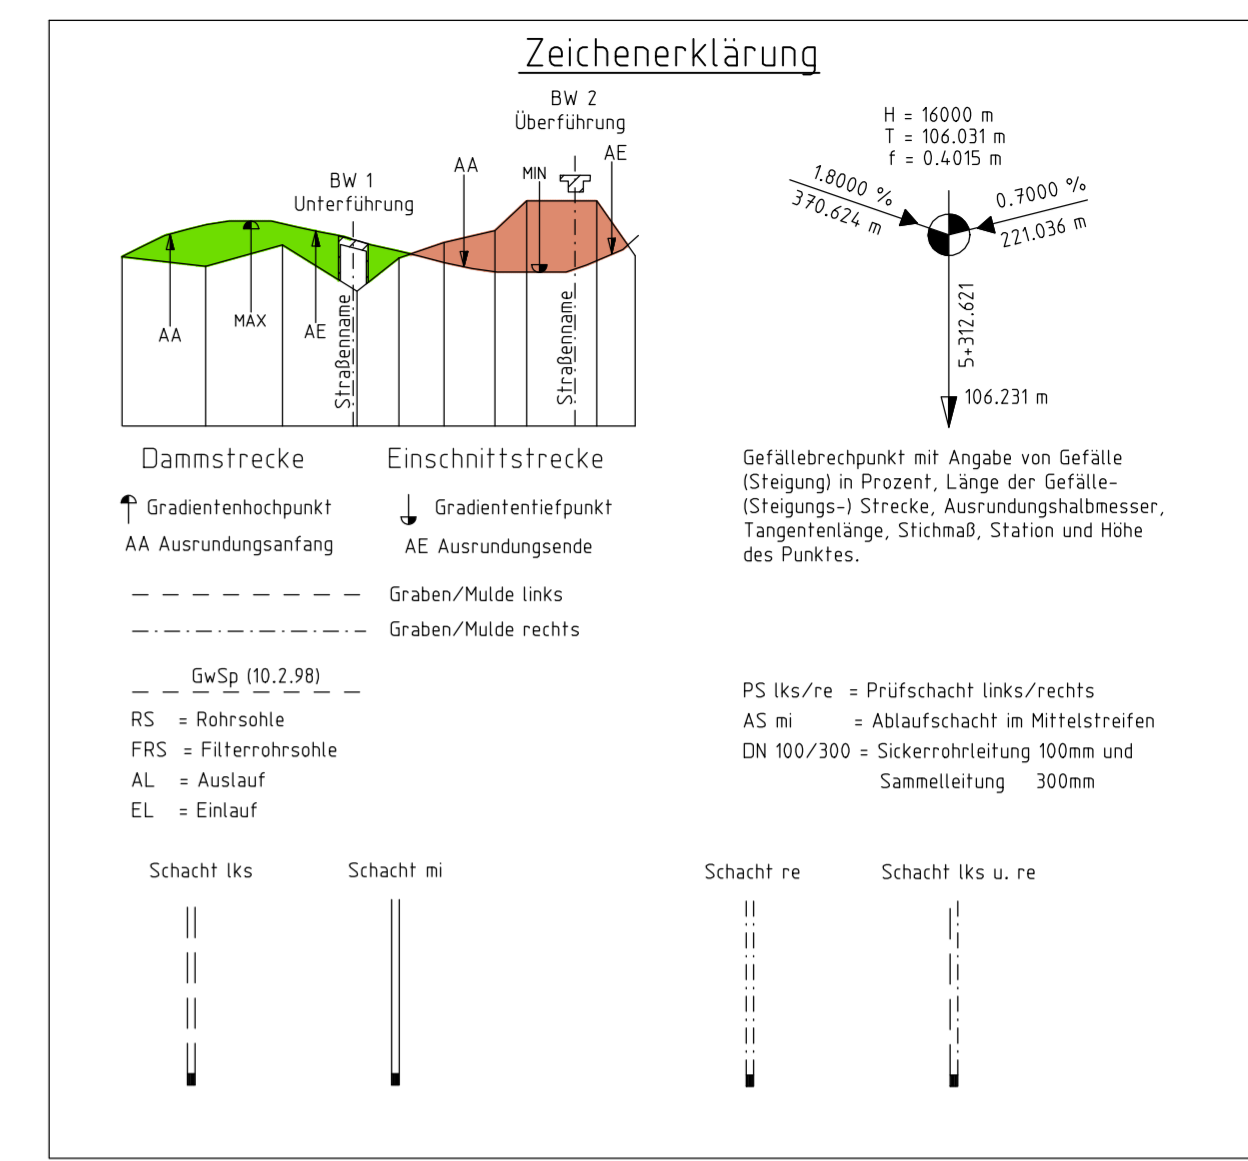 Zeichenerklärung
BW 1
Unterführung
BW 2
Überführung
AA
MIN
AE
AA
MAX
AE
Straßenname
Straßenname
H = 16000 m
T = 106.031 m
f = 0.4015 m
1.8000 %
370.624 m
0.7000 %
221.036 m
5+312.621
106.231 m
Dammstrecke
Einschnittstrecke
Gradientenhochpunkt
Gradiententiefpunkt
AA Ausrundungsanfang
AE Ausrundungsende
Gefällebrechpunkt mit Angabe von Gefälle
(Steigung) in Prozent, Länge der Gefälle-
(Steigungs-) Strecke, Ausrundungshalbmesser,
Tangentenlänge, Stichmaß, Station und Höhe
des Punktes.
Graben/Mulde links
Graben/Mulde rechts
GwSp (10.2.98)
RS = Rohrsohle
FRS = Filterrohrsohle
AL = Auslauf
EL = Einlauf
PS lks/re = Prüfschacht links/rechts
AS mi = Ablaufschacht im Mittelstreifen
DN 100/300 = Sickerrohrleitung 100mm und
Sammelleitung 300mm
Schacht lks
Schacht mi
Schacht re
Schacht lks u. re